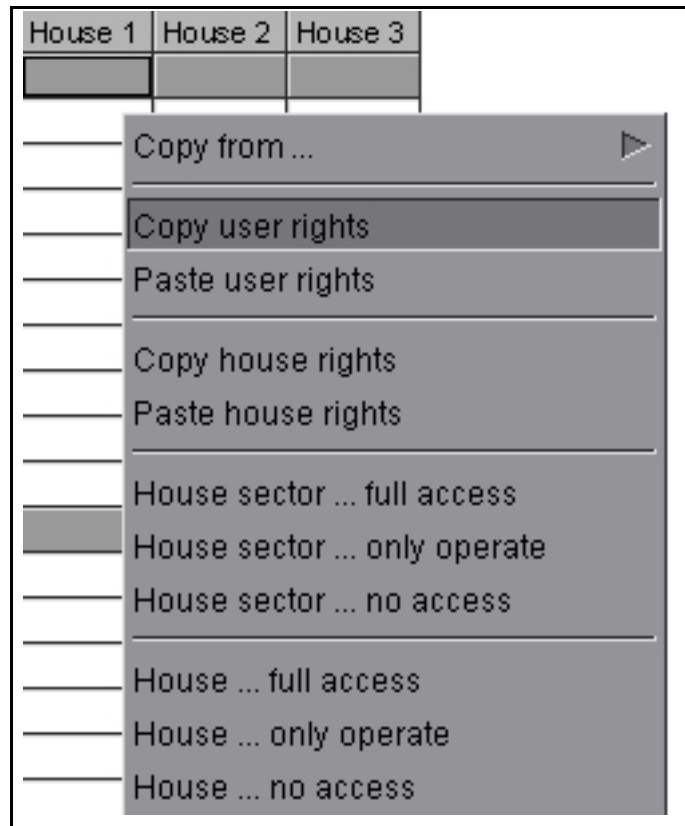 House 1 House 2 House 3
Copy from ...
Copy user rights
Paste user rights
Copy house rights
Paste house rights
House sector ... full access
House sector ... only operate
House sector ... no access
House ... full access
House ... only operate
House ... no access